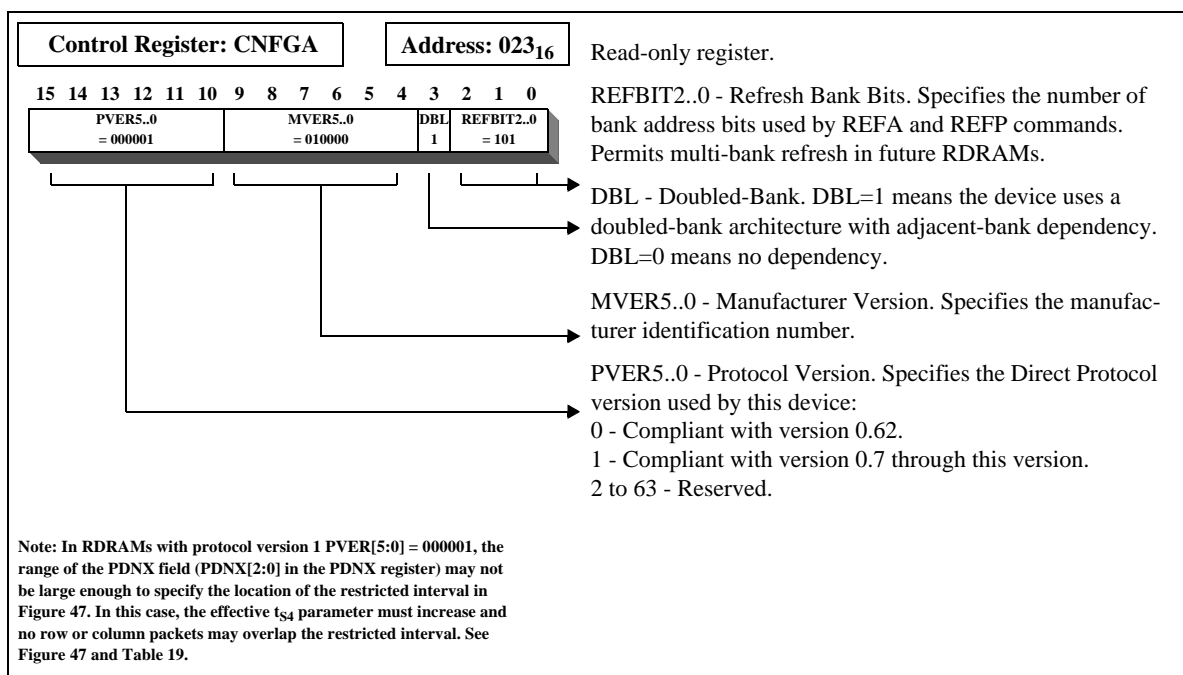 Control Register: CNFGA
Address: 023₁₆
15 14 13 12 11 10 9 8 7 6 5 4 3 2 1 0
PVER5..0
= 000001
MVER5..0
= 010000
DBL
1
REFBIT2..0
= 101
Read-only register.
REFBIT2..0 - Refresh Bank Bits. Specifies the number of
bank address bits used by REFA and REFP commands.
Permits multi-bank refresh in future RDRAMs.
DBL - Doubled-Bank. DBL=1 means the device uses a
doubled-bank architecture with adjacent-bank dependency.
DBL=0 means no dependency.
MVER5..0 - Manufacturer Version. Specifies the manufac-
turer identification number.
PVER5..0 - Protocol Version. Specifies the Direct Protocol
version used by this device:
0 - Compliant with version 0.62.
1 - Compliant with version 0.7 through this version.
2 to 63 - Reserved.
Note: In RDRAMs with protocol version 1 PVER[5:0] = 000001, the
range of the PDNX field (PDNX[2:0] in the PDNX register) may not
be large enough to specify the location of the restricted interval in
Figure 47. In this case, the effective tS4 parameter must increase and
no row or column packets may overlap the restricted interval. See
Figure 47 and Table 19.